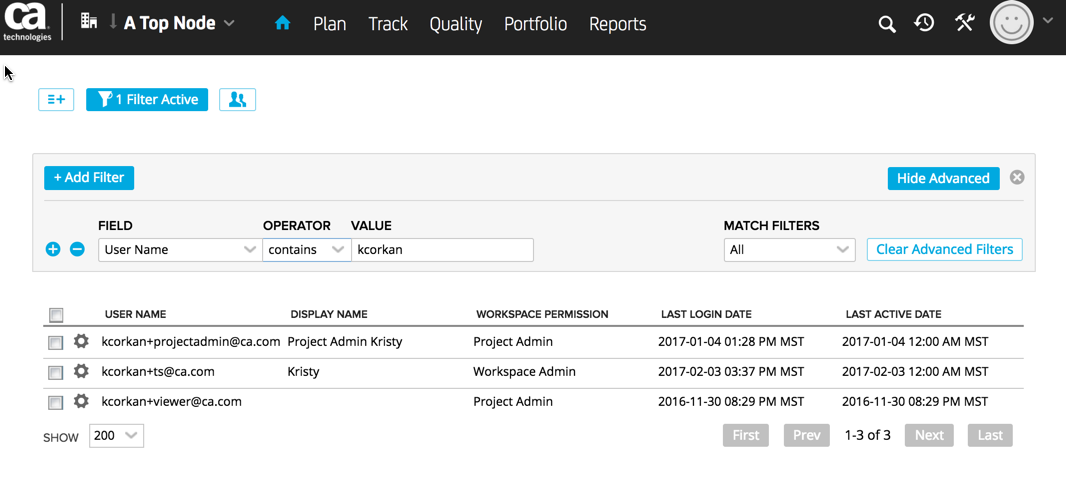 ca
technologies
A Top Node Plan Track Quality Portfolio Reports
1 Filter Active
+ Add Filter Hide Advanced
FIELD OPERATOR VALUE MATCH FILTERS
User Name contains kcorkan All Clear Advanced Filters
USER NAME DISPLAY NAME WORKSPACE PERMISSION LAST LOGIN DATE LAST ACTIVE DATE
kcorkan+projectadmin@ca.com Project Admin Kristy Project Admin 2017-01-04 01:28 PM MST 2017-01-04 12:00 AM MST
kcorkan+ts@ca.com Kristy Workspace Admin 2017-02-03 03:37 PM MST 2017-02-03 12:00 AM MST
kcorkan+viewer@ca.com Project Admin 2016-11-30 08:29 PM MST 2016-11-30 08:29 PM MST
SHOW 200 First Prev 1-3 of 3 Next Last